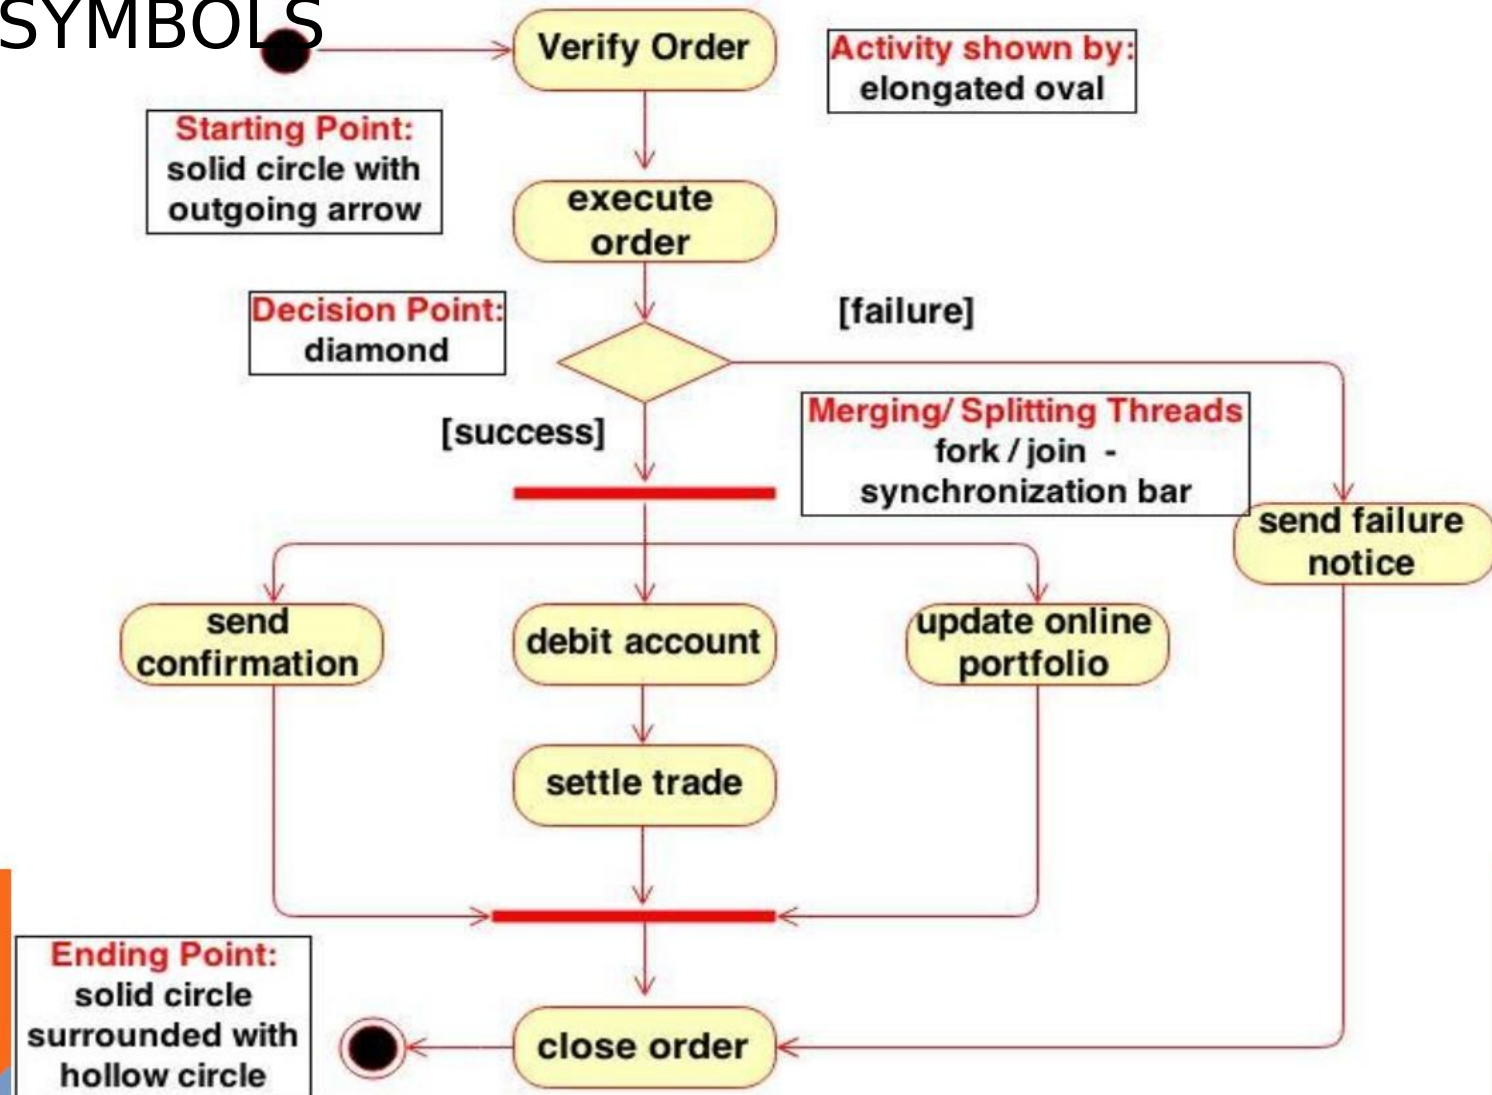 SYMBOLS
Verify Order
Activity shown by:
elongated oval
Starting Point:
solid circle with
outgoing arrow
execute
order
Decision Point:
diamond
[failure]
[success]
Merging/ Splitting Threads
fork / join -
synchronization bar
send failure
notice
send
confirmation
debit account
update online
portfolio
settle trade
Ending Point:
solid circle
surrounded with
hollow circle
close order